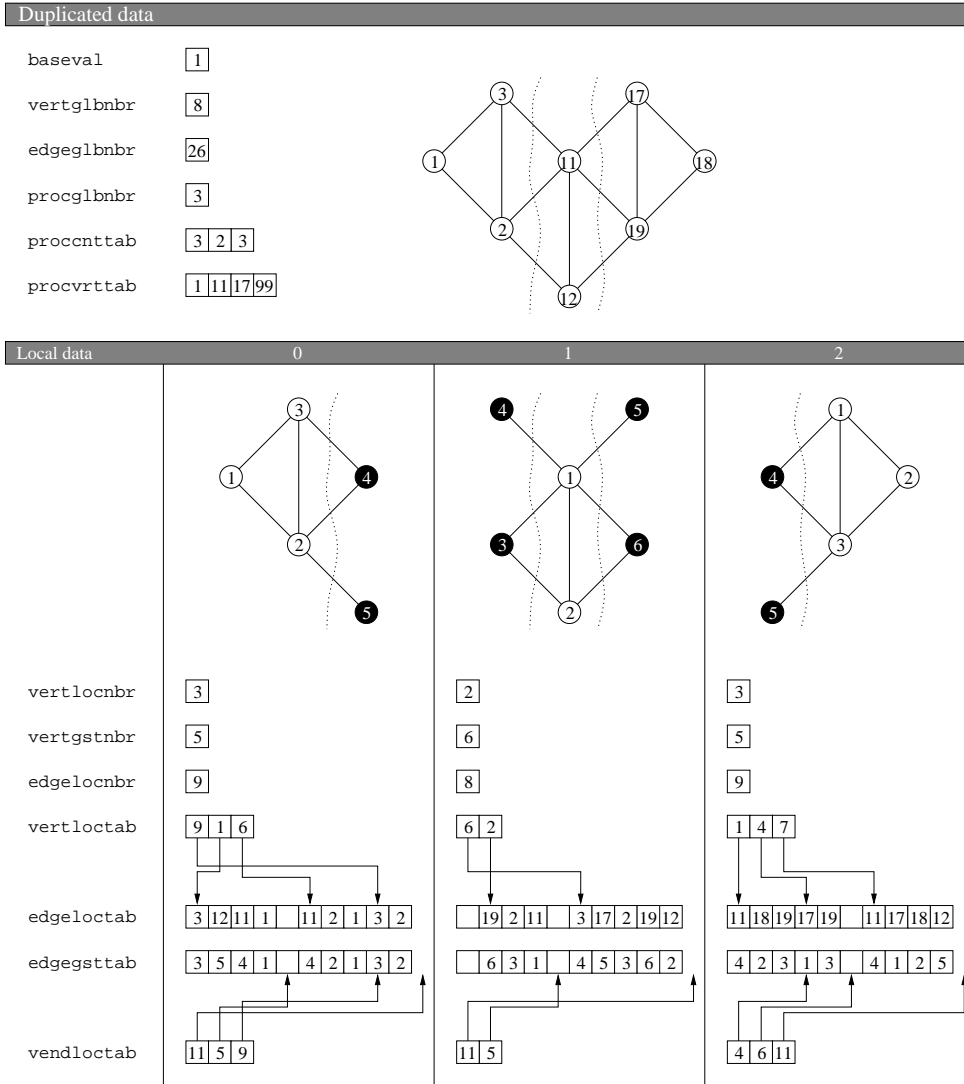 Duplicated data
baseval 1
vertglbnbr 8
edgeglbnbr 26
procglbnbr 3
proccnttab 3 2 3
procvrttab 1 11 17 99
3 17
1 11 18
2 19
12
Local data 0 1 2
3 4 5 1
1 4 1 4 2
2 3 6 3
5 2 5
vertlocnbr 3 2 3
vertgstnbr 5 6 5
edgelocnbr 9 8 9
vertloctab 9 1 6 6 2 1 4 7
edgeloctab 3 12 11 1 11 2 1 3 2 19 2 11 3 17 2 19 12 11 18 19 17 19 11 17 18 12
edgegsttab 3 5 4 1 4 2 1 3 2 6 3 1 4 5 3 6 2 4 2 3 1 3 4 1 2 5
vendloctab 11 5 9 11 5 4 6 11